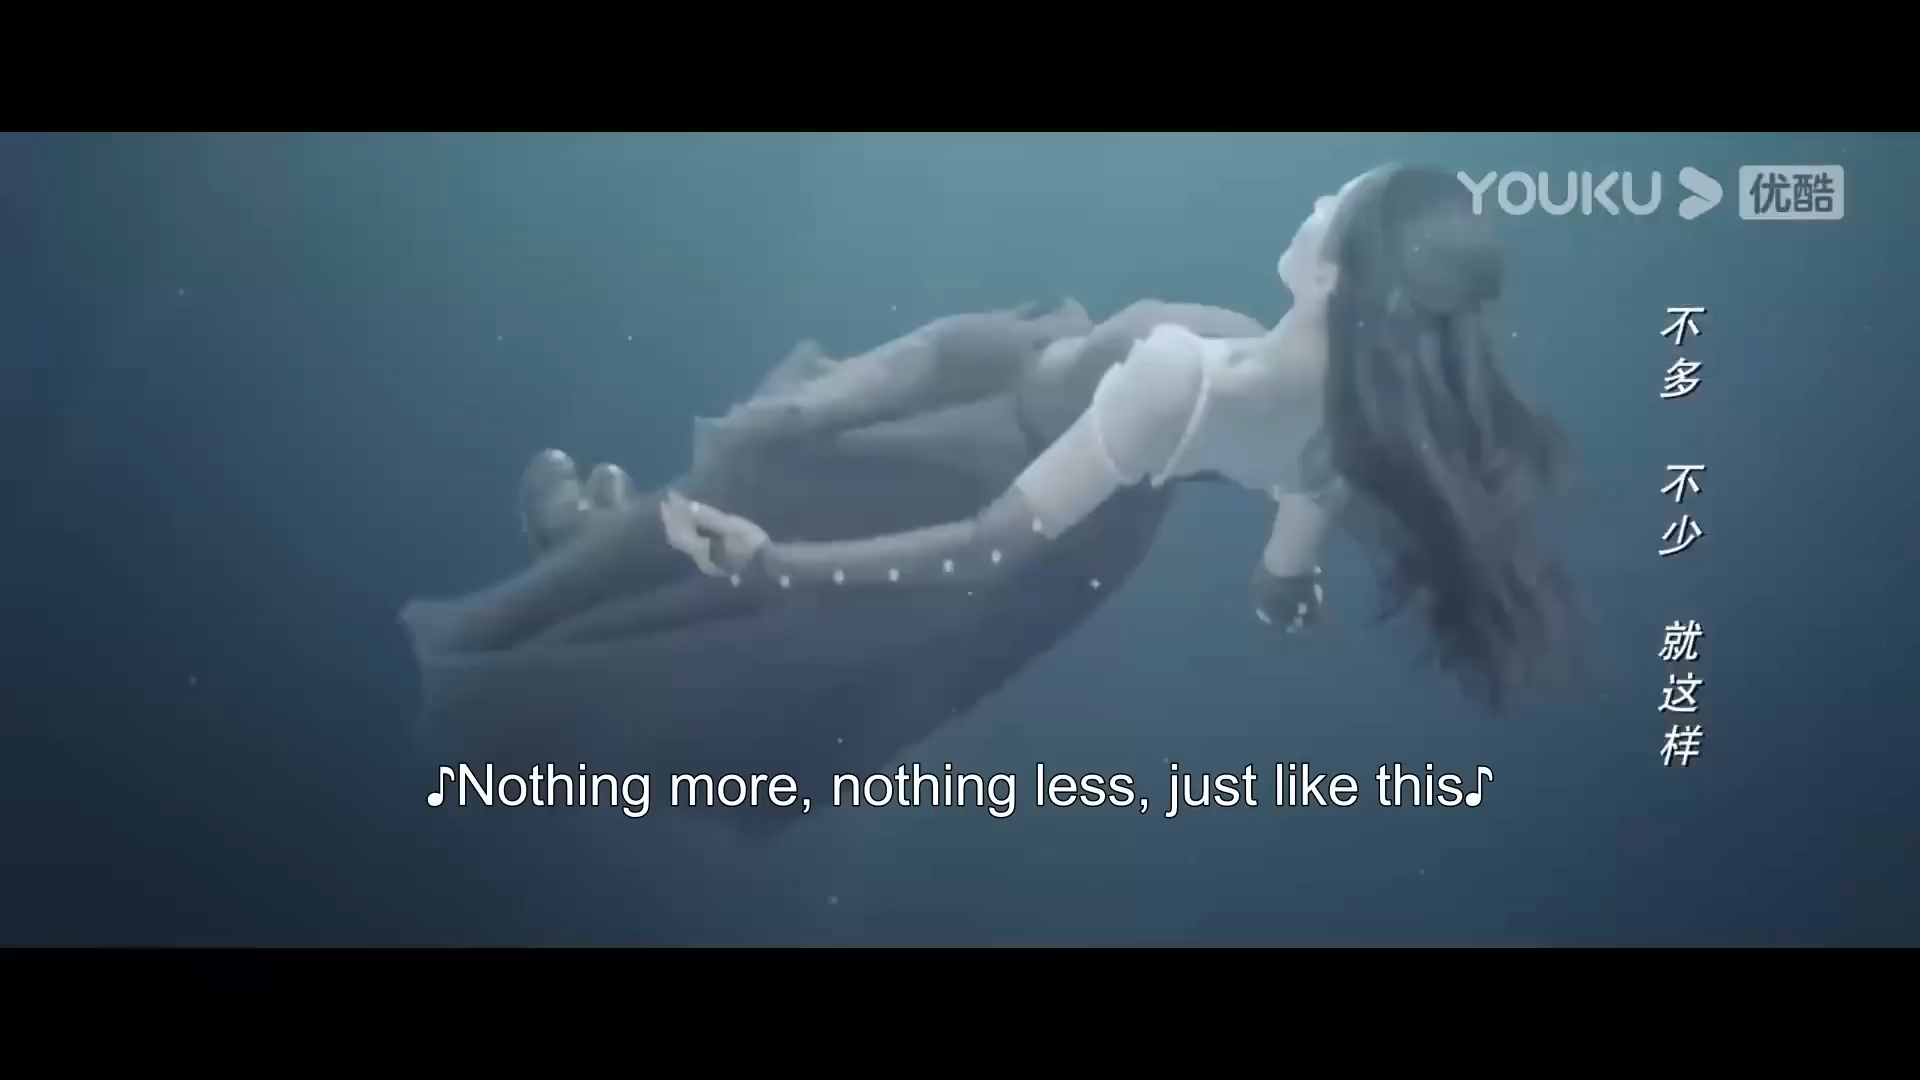 YOUKU 优酷
不多 不少 就这样
♪Nothing more, nothing less, just like this♪